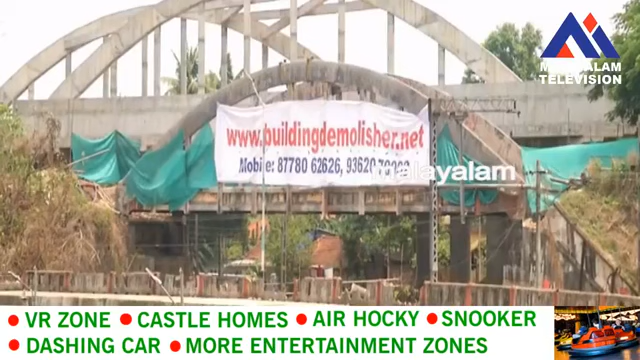 MALAYALAM
TELEVISION
www.buildingdemolisher.net
Mobile: 87780 62626, 93620
malayalam
VR ZONE CASTLE HOMES AIR HOCKY SNOOKER
DASHING CAR MORE ENTERTAINMENT ZONES